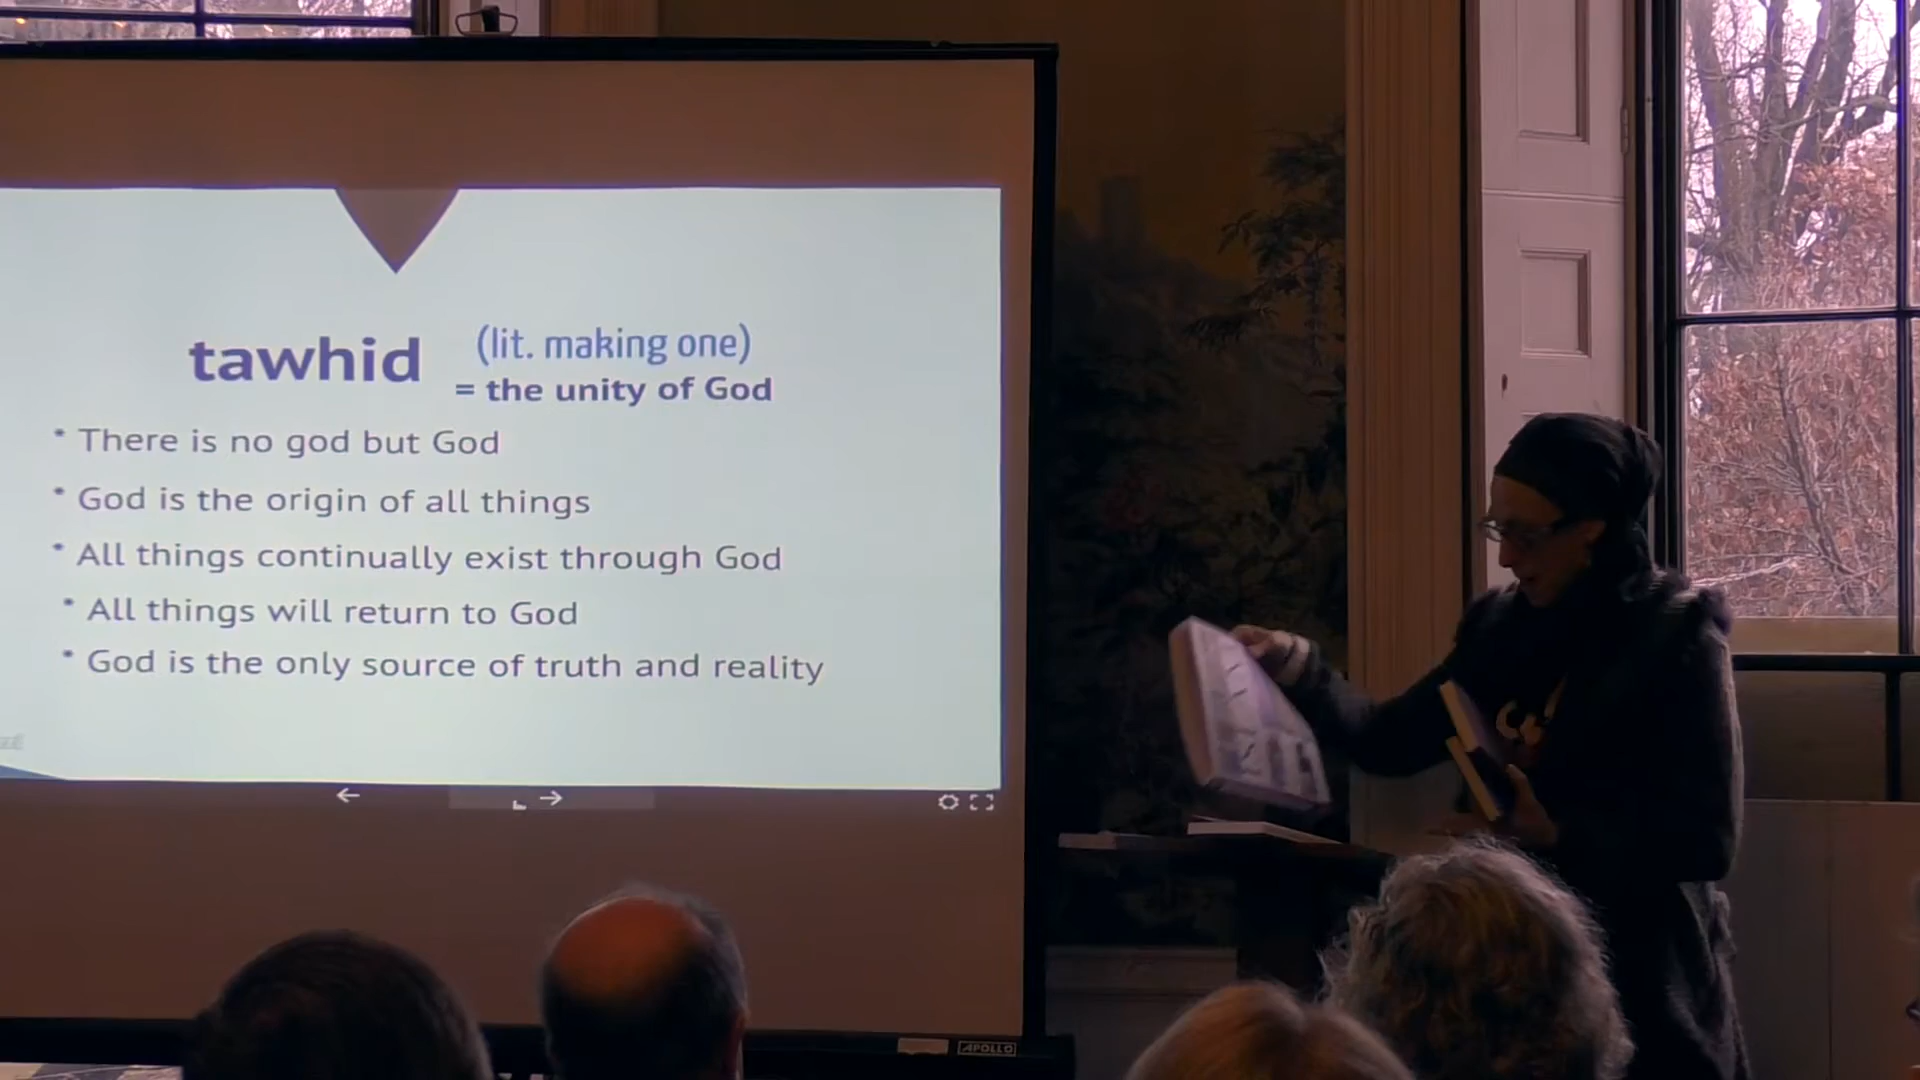 tawhid (lit. making one)
= the unity of God
* There is no god but God
* God is the origin of all things
* All things continually exist through God
* All things will return to God
* God is the only source of truth and reality
APOLLO